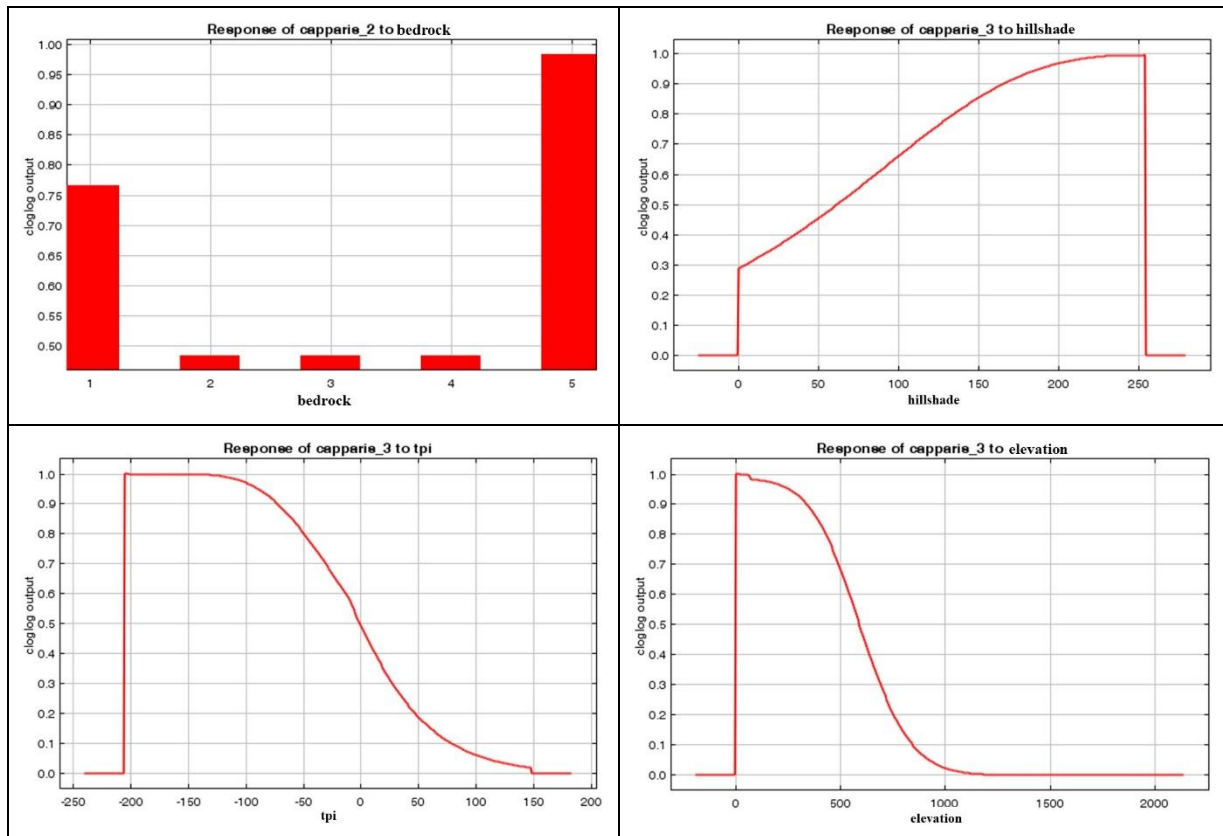 Response of capparis_2 to bedrock
1.00
0.95
0.90
0.85
0.80
0.75
0.70
0.65
0.60
0.55
0.50
cloglog output
1 2 3 4 5
bedrock
Response of capparis_3 to hillshade
1.0
0.9
0.8
0.7
0.6
0.5
0.4
0.3
0.2
0.1
0.0
cloglog output
0 50 100 150 200 250
hillshade
Response of capparis_3 to tpi
1.0
0.9
0.8
0.7
0.6
0.5
0.4
0.3
0.2
0.1
0.0
cloglog output
-250 -200 -150 -100 -50 0 50 100 150 200
tpi
Response of capparis_3 to elevation
1.0
0.9
0.8
0.7
0.6
0.5
0.4
0.3
0.2
0.1
0.0
cloglog output
0 500 1000 1500 2000
elevation